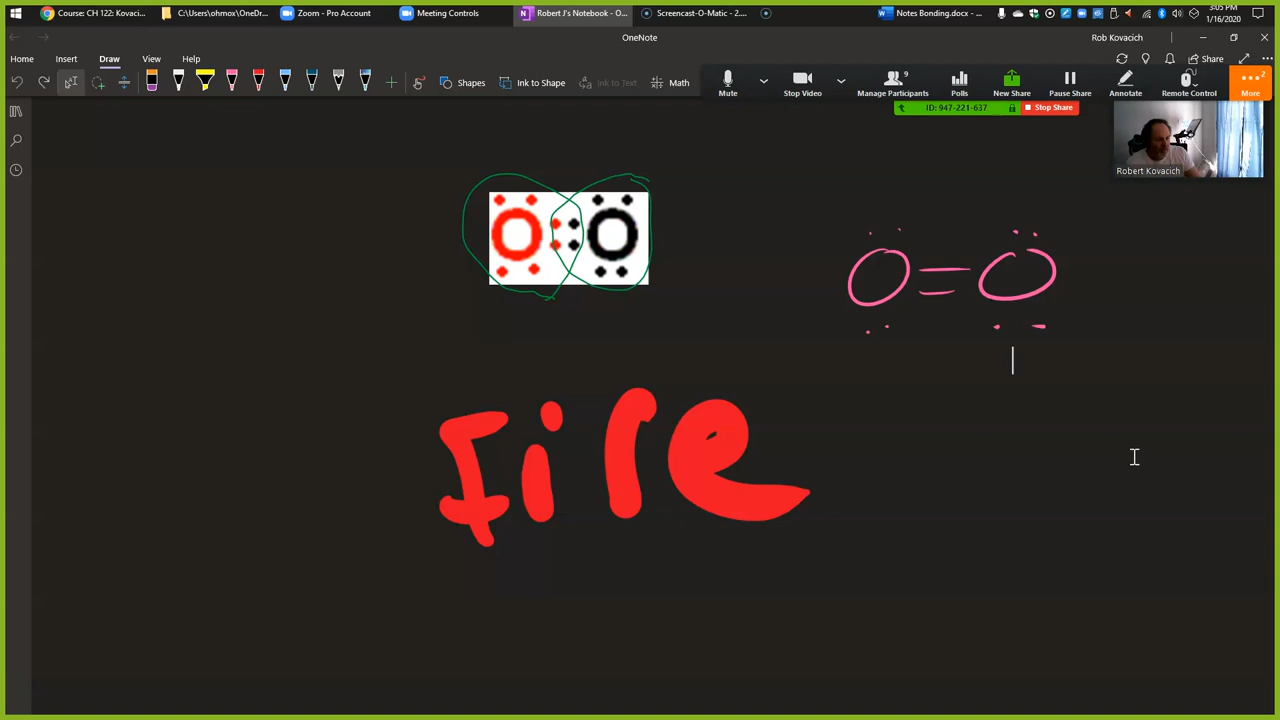 Course: CH 122: Kovaci... C:\Users\ohmox\OneDr... Zoom - Pro Account Meeting Controls Robert J's Notebook - O... Screencast-O-Matic - 2.... Notes Bonding.docx - ... 3:05 PM
1/16/2020
OneNote
Rob Kovacich
Home Insert Draw View Help
Share
Shapes Ink to Shape Ink to Text Math
Mute Stop Video Manage Participants 9 Polls New Share Pause Share Annotate Remote Control More 2
ID: 947-221-637 Stop Share
Robert Kovacich
O :: O
O = O
fire